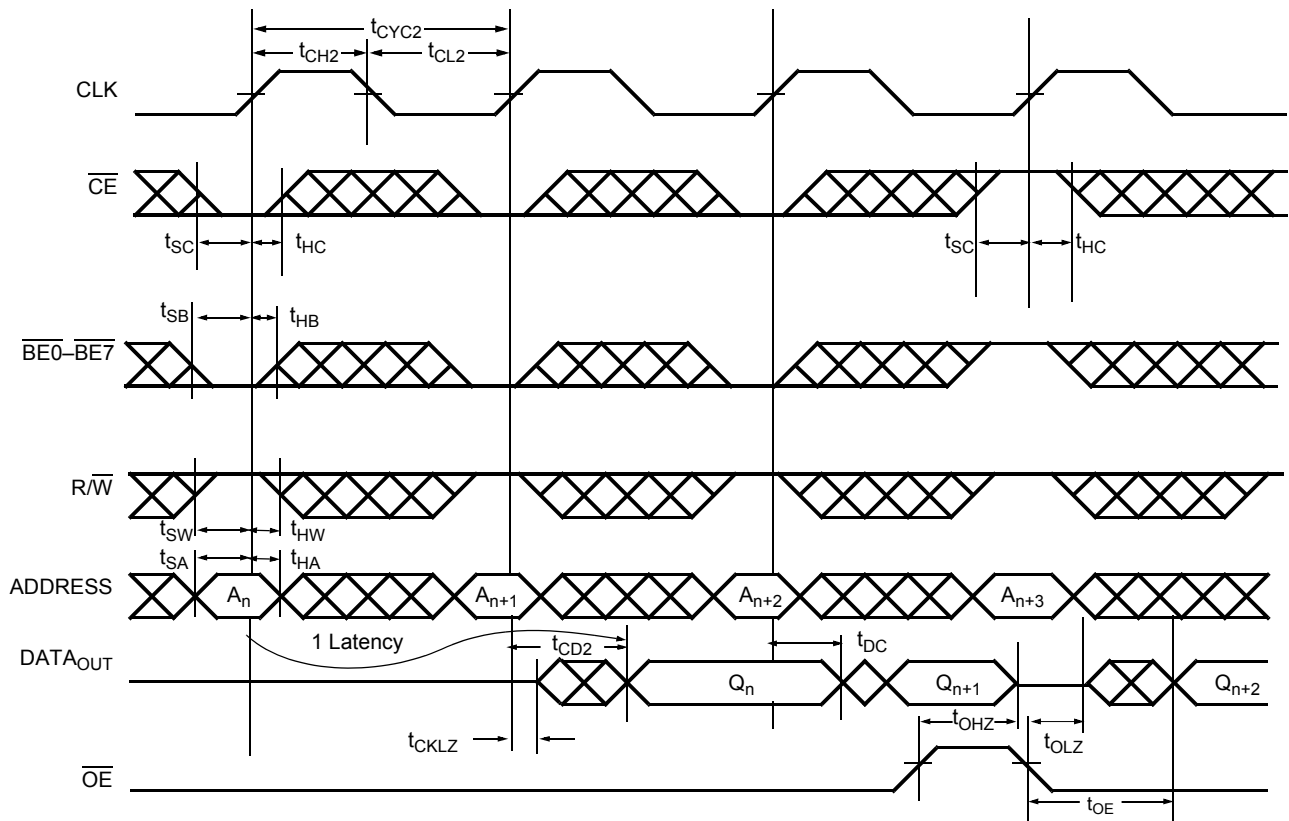 tCYC2
tCH2
tCL2
CLK
CE
tSC
tHC
tSC
tHC
tSB
tHB
BE0–BE7
R/W
tSW
tHW
tSA
tHA
ADDRESS
An
An+1
An+2
An+3
1 Latency
tCD2
tDC
DATAOUT
Qn
Qn+1
Qn+2
tOHZ
tCKLZ
tOLZ
OE
tOE